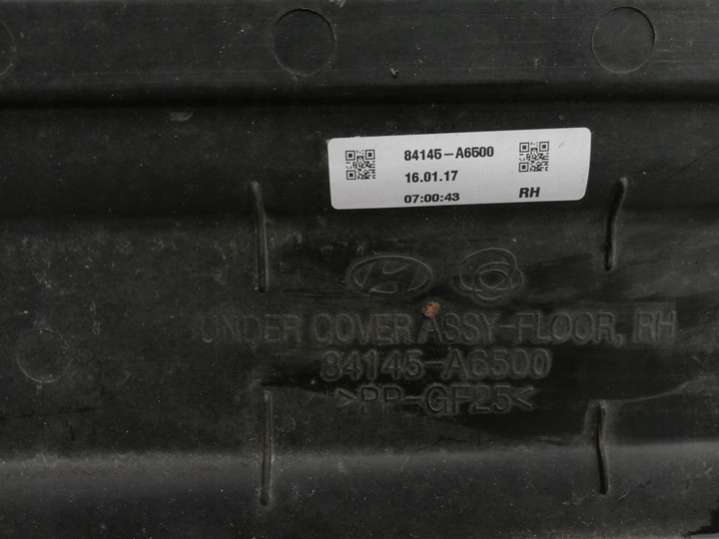 84145-A6500
16.01.17
07:00:43 RH
UNDER COVER ASSY-FLOOR, RH
84145-A6500
>PP-GF25<